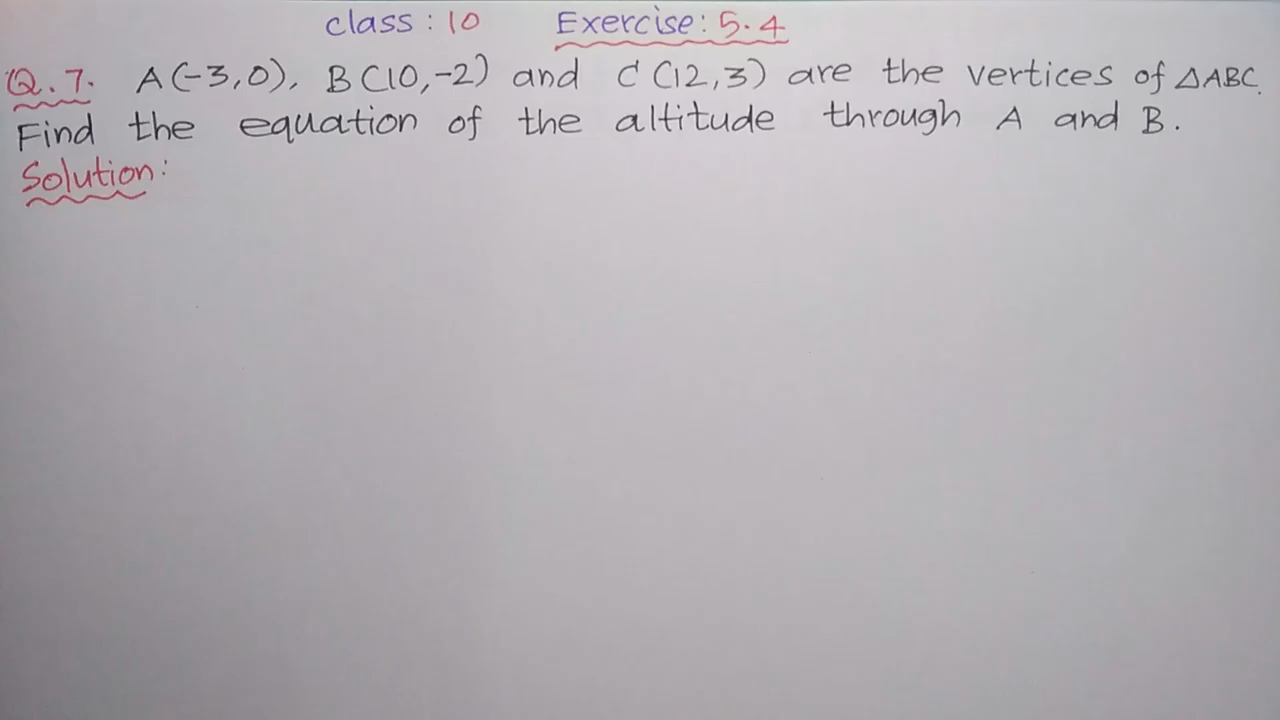 class : 10 Exercise: 5.4
Q.7. A(-3,0), B(10,-2) and C(12,3) are the vertices of △ABC.
Find the equation of the altitude through A and B.
Solution: